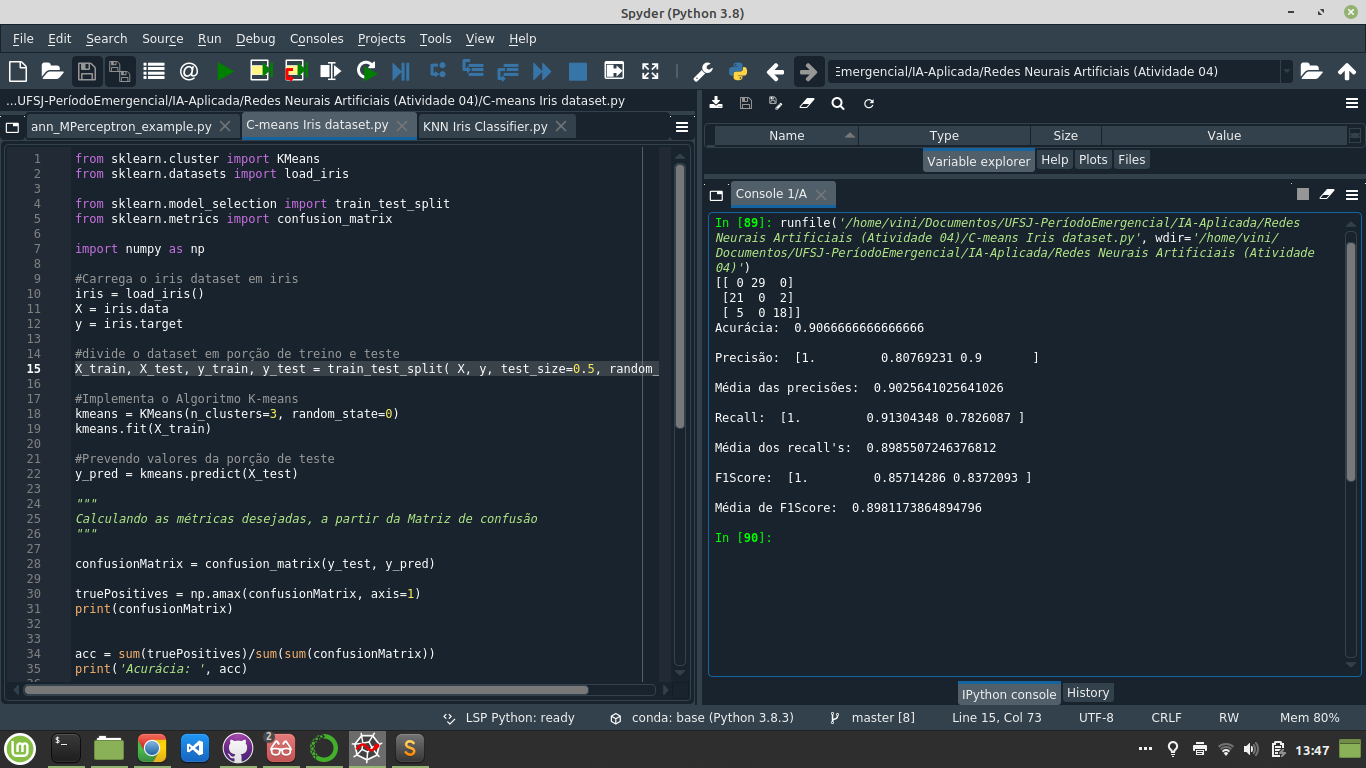 Spyder (Python 3.8)
File Edit Search Source Run Debug Consoles Projects Tools View Help
Emergencial/IA-Aplicada/Redes Neurais Artificiais (Atividade 04)
...UFSJ-PeríodoEmergencial/IA-Aplicada/Redes Neurais Artificiais (Atividade 04)/C-means Iris dataset.py
ann_MPerceptron_example.py C-means Iris dataset.py KNN Iris Classifier.py
1 from sklearn.cluster import KMeans
2 from sklearn.datasets import load_iris
3
4 from sklearn.model_selection import train_test_split
5 from sklearn.metrics import confusion_matrix
6
7 import numpy as np
8
9 #Carrega o iris dataset em iris
10 iris = load_iris()
11 X = iris.data
12 y = iris.target
13
14 #divide o dataset em porção de treino e teste
15 X_train, X_test, y_train, y_test = train_test_split( X, y, test_size=0.5, random_
16
17 #Implementa o Algoritmo K-means
18 kmeans = KMeans(n_clusters=3, random_state=0)
19 kmeans.fit(X_train)
20
21 #Prevendo valores da porção de teste
22 y_pred = kmeans.predict(X_test)
23
24 """
25 Calculando as métricas desejadas, a partir da Matriz de confusão
26 """
27
28 confusionMatrix = confusion_matrix(y_test, y_pred)
29
30 truePositives = np.amax(confusionMatrix, axis=1)
31 print(confusionMatrix)
32
33
34 acc = sum(truePositives)/sum(sum(confusionMatrix))
35 print('Acurácia: ', acc)
Name Type Size Value
Variable explorer Help Plots Files
Console 1/A
In [89]: runfile('/home/vini/Documentos/UFSJ-PeríodoEmergencial/IA-Aplicada/Redes
Neurais Artificiais (Atividade 04)/C-means Iris dataset.py', wdir='/home/vini/
Documentos/UFSJ-PeríodoEmergencial/IA-Aplicada/Redes Neurais Artificiais (Atividade
04)')
[[ 0 29  0]
 [21  0  2]
 [ 5  0 18]]
Acurácia:  0.9066666666666666
Precisão:  [1.         0.80769231 0.9       ]
Média das precisões:  0.9025641025641026
Recall:  [1.         0.91304348 0.7826087 ]
Média dos recall's:  0.8985507246376812
F1Score:  [1.         0.85714286 0.8372093 ]
Média de F1Score:  0.8981173864894796
In [90]:
IPython console History
LSP Python: ready conda: base (Python 3.8.3) master [8] Line 15, Col 73 UTF-8 CRLF RW Mem 80%
2
S
13:47